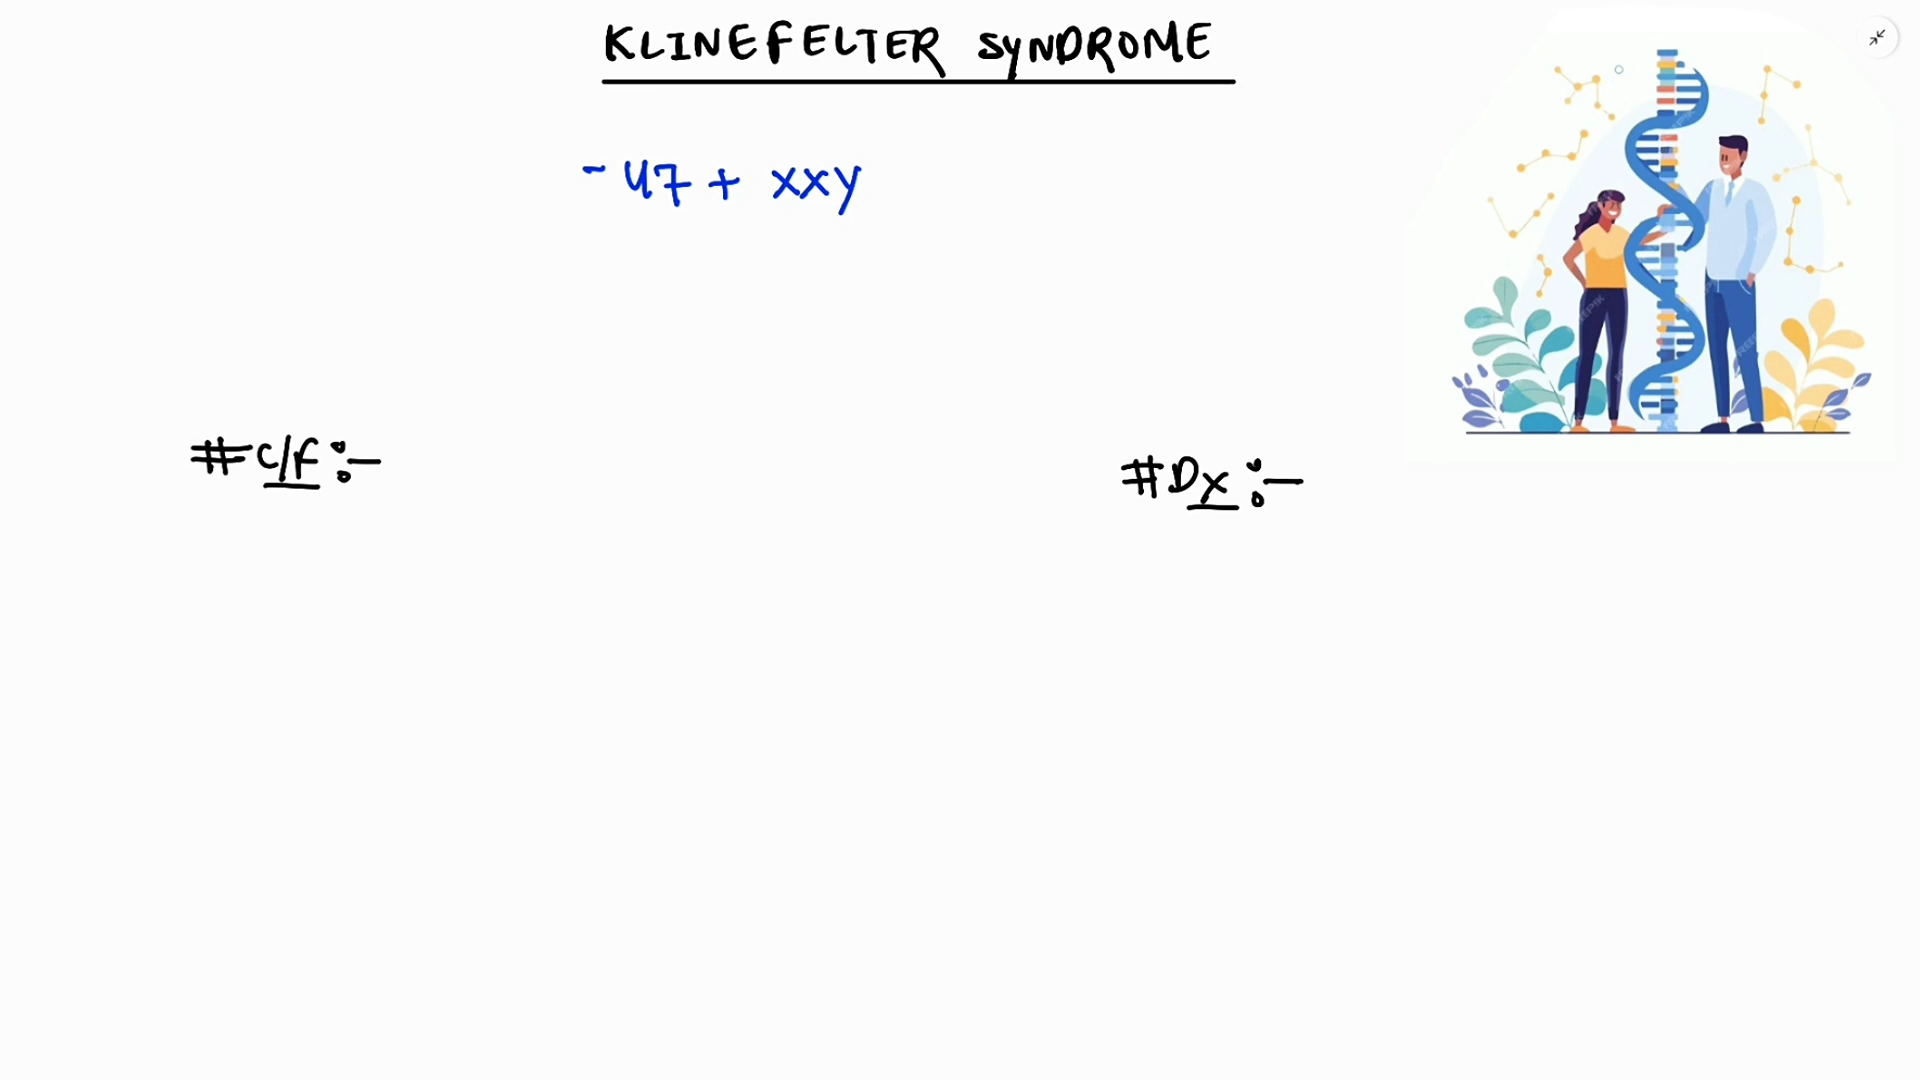 KLINEFELTER SYNDROME
- 47 + XXY
#C/F :-
#Dx :-